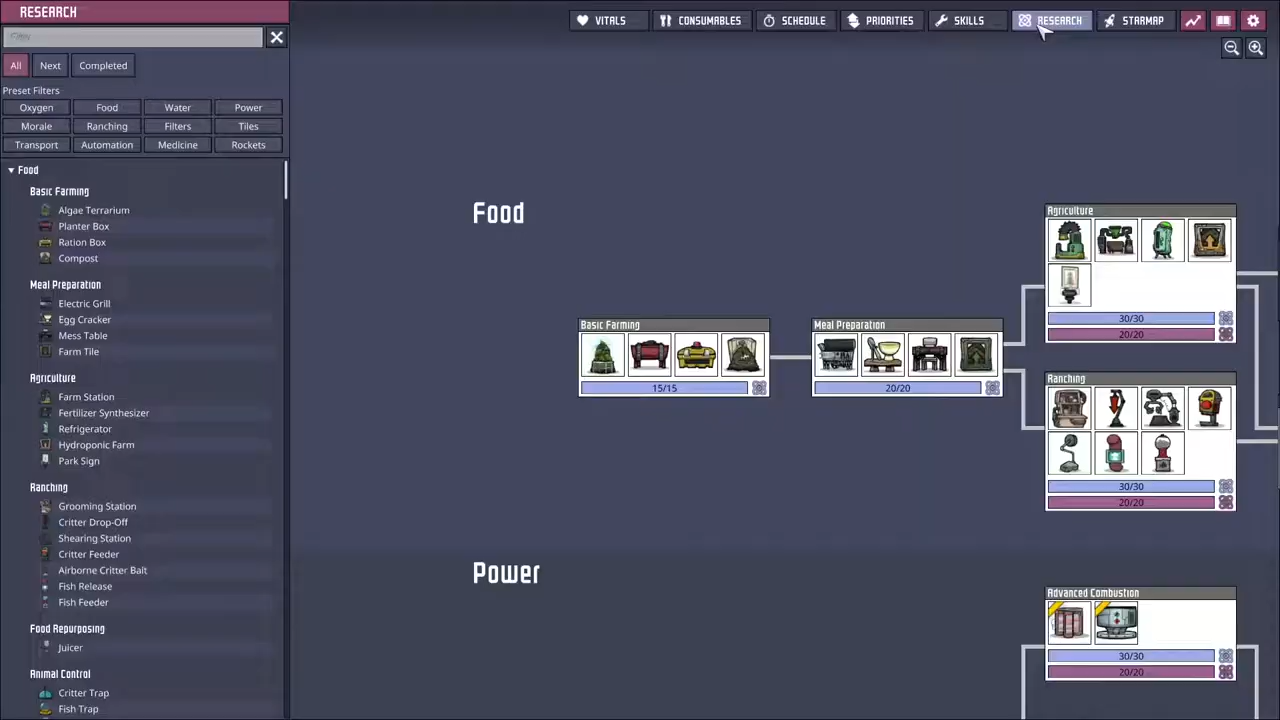 RESEARCH
VITALS
CONSUMABLES
SCHEDULE
PRIORITIES
SKILLS
RESEARCH
STARMAP
All
Next
Completed
Preset Filters
Oxygen
Food
Water
Power
Morale
Ranching
Filters
Tiles
Transport
Automation
Medicine
Rockets
Food
Basic Farming
Algae Terrarium
Planter Box
Ration Box
Compost
Meal Preparation
Electric Grill
Egg Cracker
Mess Table
Farm Tile
Agriculture
Farm Station
Fertilizer Synthesizer
Refrigerator
Hydroponic Farm
Park Sign
Ranching
Grooming Station
Critter Drop-Off
Shearing Station
Critter Feeder
Airborne Critter Bait
Fish Release
Fish Feeder
Food Repurposing
Juicer
Animal Control
Critter Trap
Fish Trap
Food
Basic Farming
15/15
Meal Preparation
20/20
Agriculture
30/30
20/20
Ranching
30/30
20/20
Power
Advanced Combustion
30/30
20/20